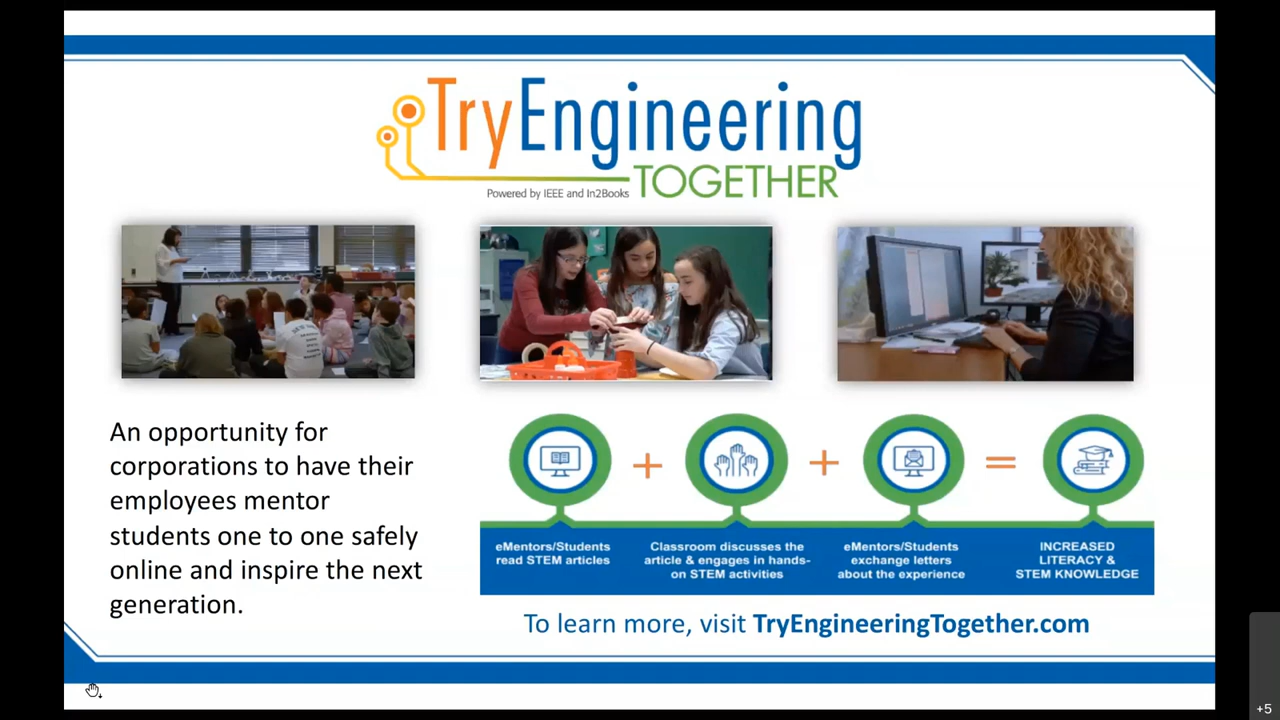 TryEngineering
TOGETHER
Powered by IEEE and In2Books
An opportunity for
corporations to have their
employees mentor
students one to one safely
online and inspire the next
generation.
+ + =
eMentors/Students
read STEM articles
Classroom discusses the
article & engages in hands-
on STEM activities
eMentors/Students
exchange letters
about the experience
INCREASED
LITERACY &
STEM KNOWLEDGE
To learn more, visit TryEngineeringTogether.com
+5